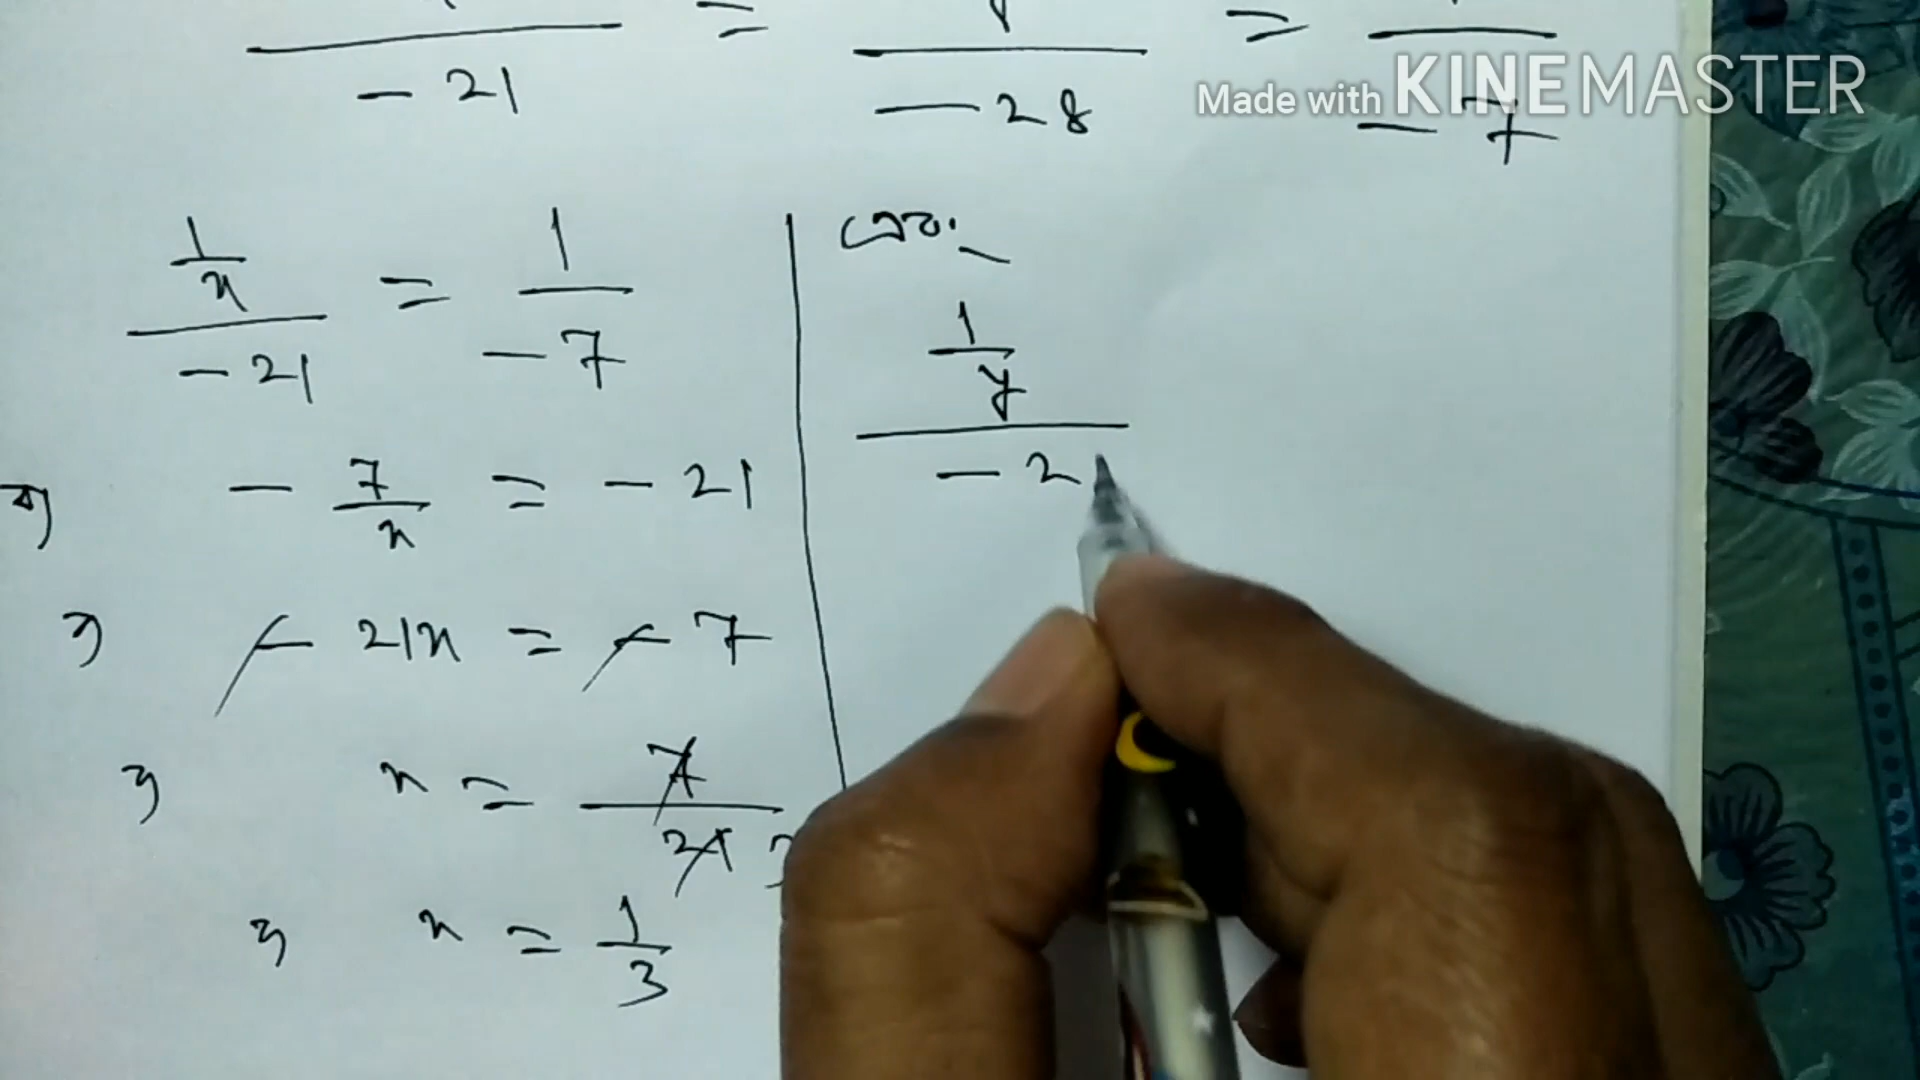 — 21 = — 28 = — 7
Made with KINEMASTER
1/x / — 21 = 1 / — 7
এবং
1/y / — 2
বা — 7/x = — 21
বা — 21x = — 7
বা x = 7/21
বা x = 1/3